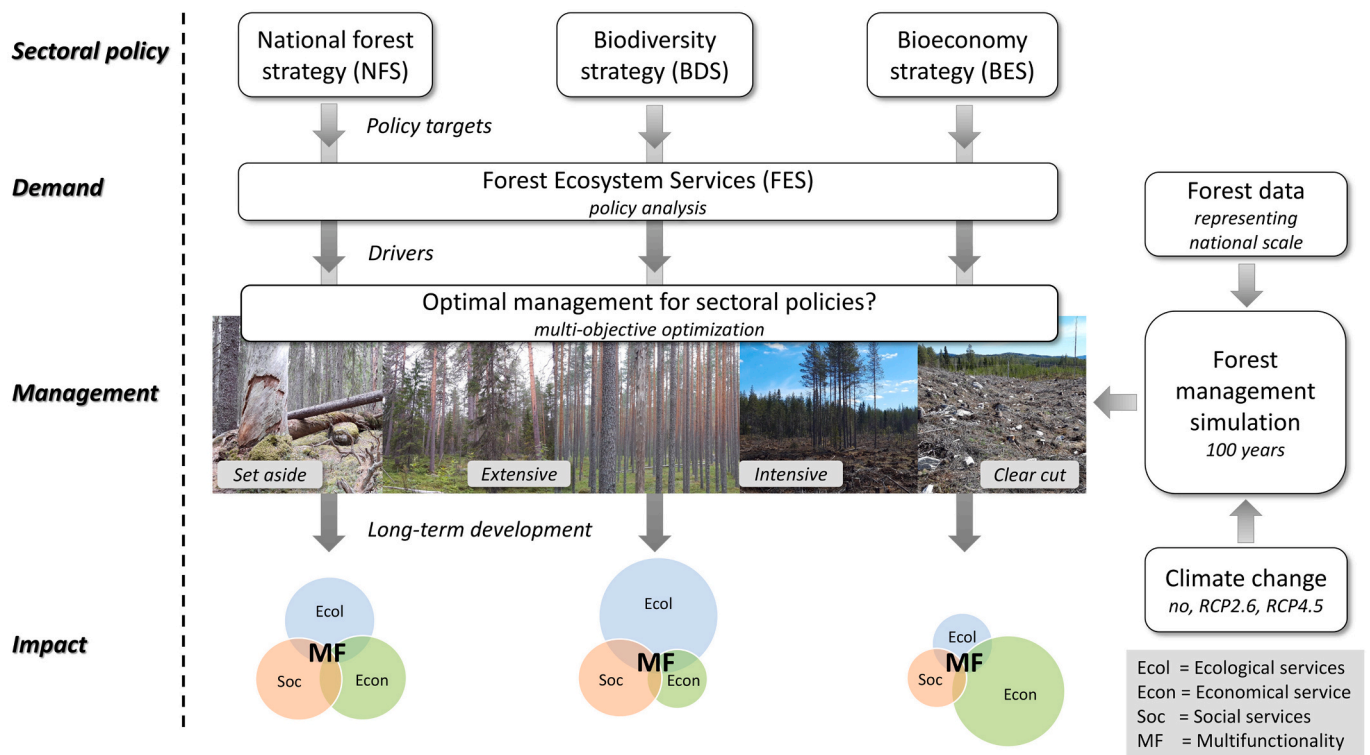 Sectoral policy
National forest
strategy (NFS)
Biodiversity
strategy (BDS)
Bioeconomy
strategy (BES)
Policy targets
Demand
Forest Ecosystem Services (FES)
policy analysis
Forest data
representing
national scale
Drivers
Optimal management for sectoral policies?
multi-objective optimization
Management
Set aside
Extensive
Intensive
Clear cut
Forest
management
simulation
100 years
Long-term development
Climate change
no, RCP2.6, RCP4.5
Impact
Ecol
MF
Soc
Econ
Ecol
MF
Soc
Econ
Ecol
MF
Soc
Econ
Ecol = Ecological services
Econ = Economical service
Soc = Social services
MF = Multifunctionality